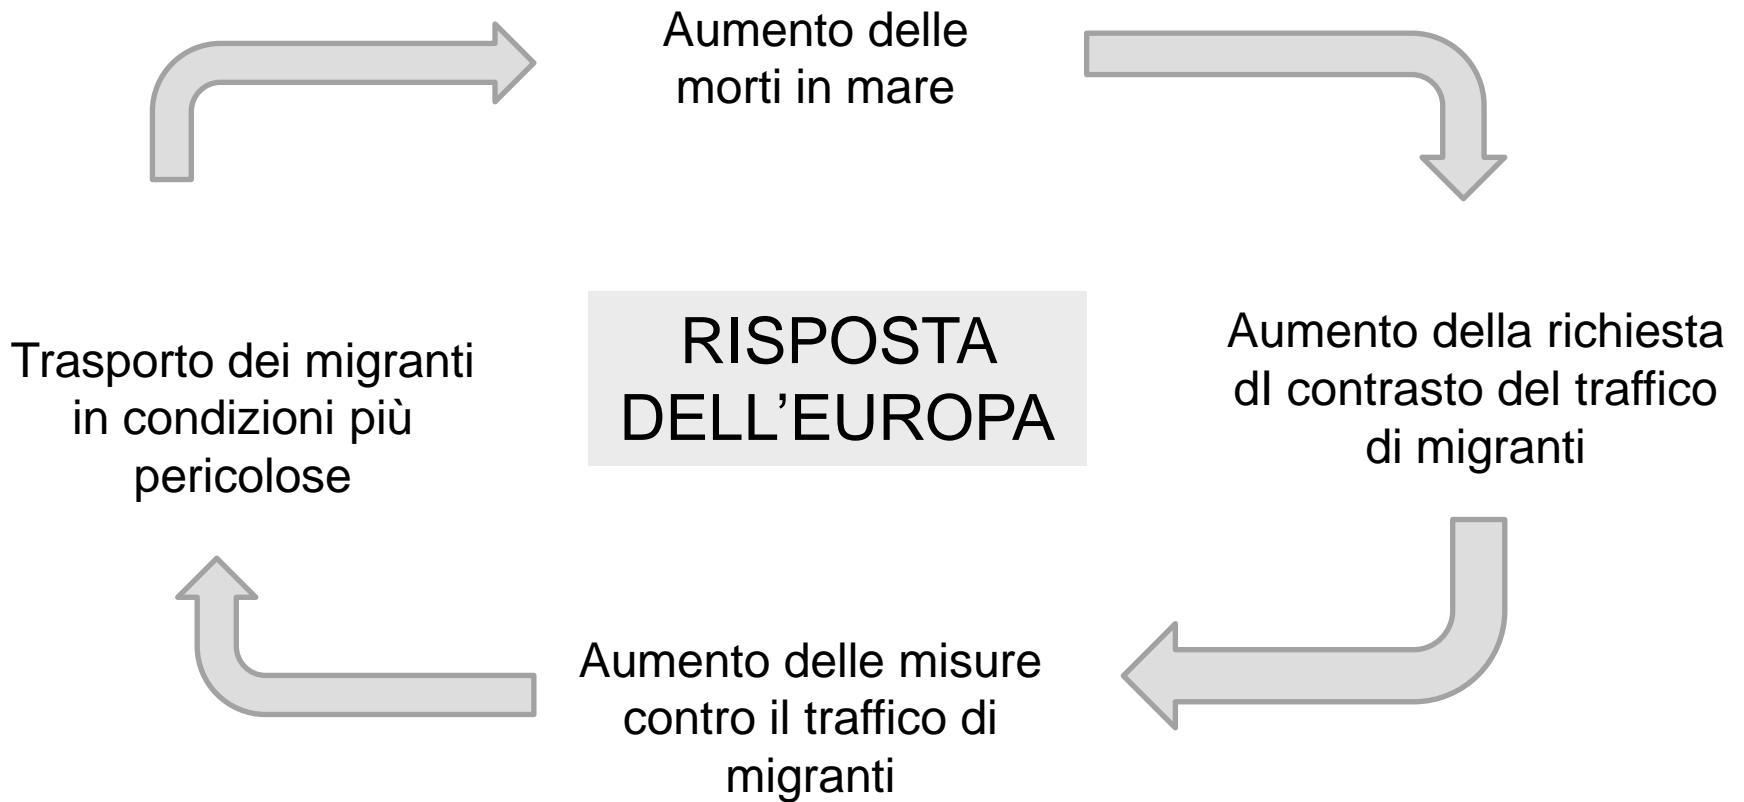 Aumento delle
morti in mare
Aumento della richiesta
dI contrasto del traffico
di migranti
Aumento delle misure
contro il traffico di
migranti
Trasporto dei migranti
in condizioni più
pericolose
RISPOSTA
DELL’EUROPA